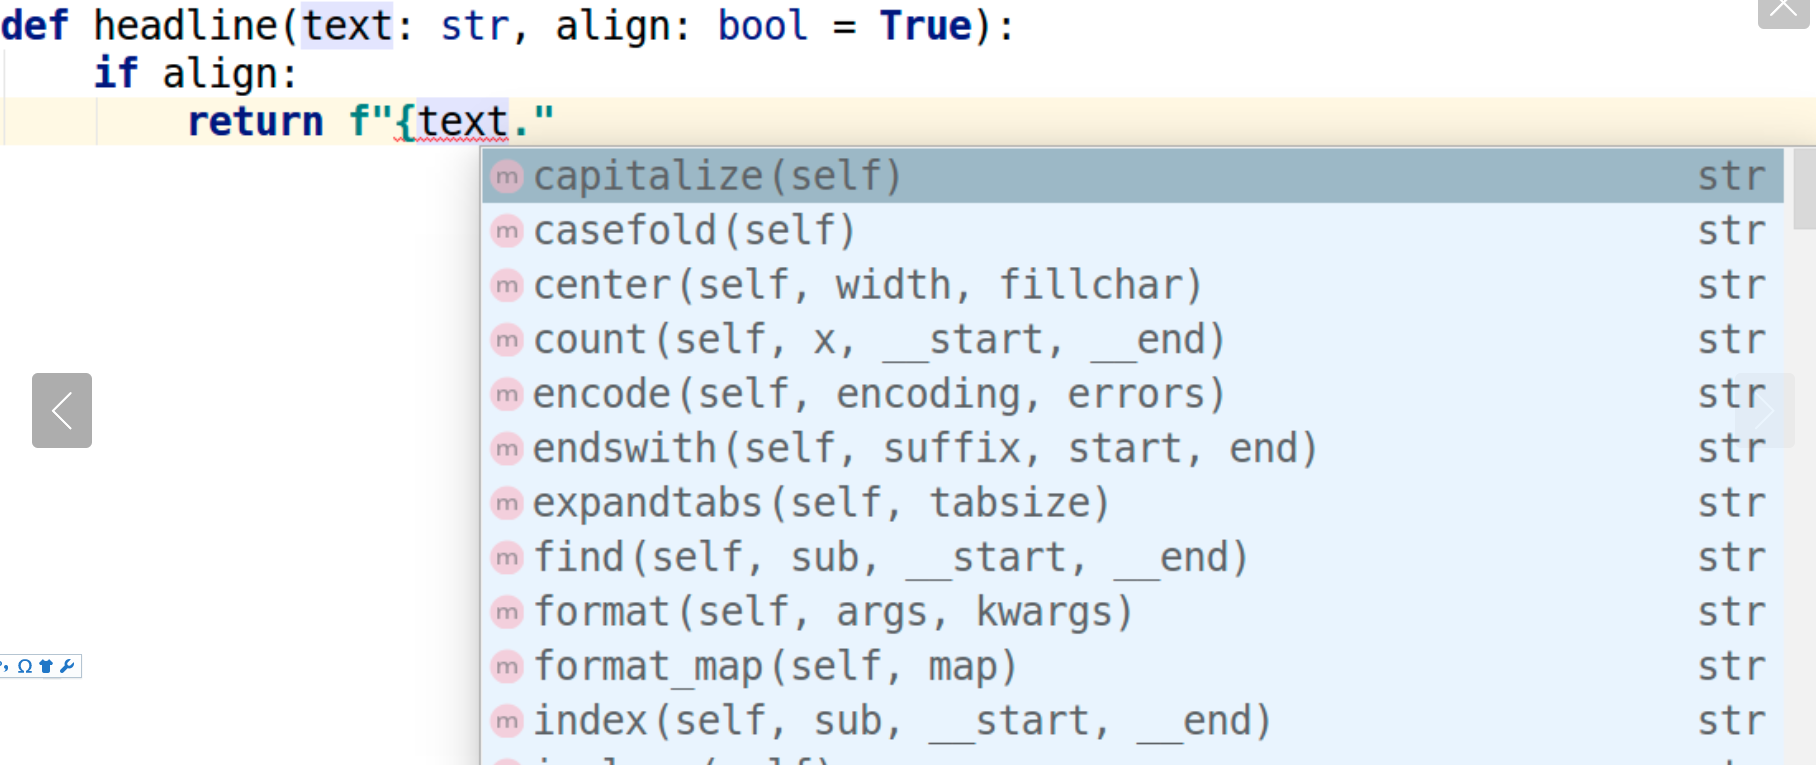 def headline(text: str, align: bool = True):
if align:
return f"{text."
m capitalize(self) str
m casefold(self) str
m center(self, width, fillchar) str
m count(self, x, __start, __end) str
m encode(self, encoding, errors) str
m endswith(self, suffix, start, end) str
m expandtabs(self, tabsize) str
m find(self, sub, __start, __end) str
m format(self, args, kwargs) str
m format_map(self, map) str
m index(self, sub, __start, __end) str